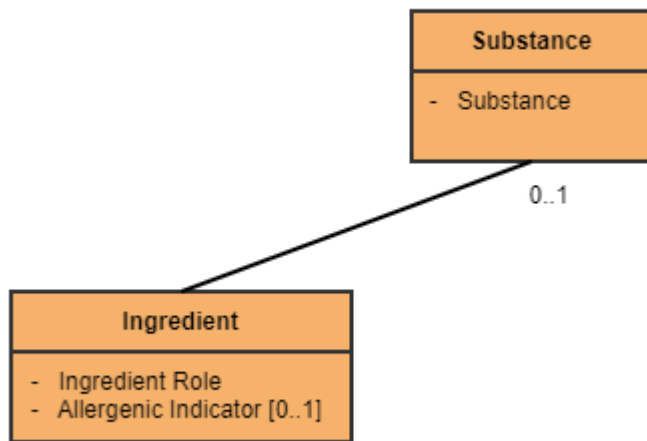 Substance
- Substance
0..1
Ingredient
- Ingredient Role
- Allergenic Indicator [0..1]